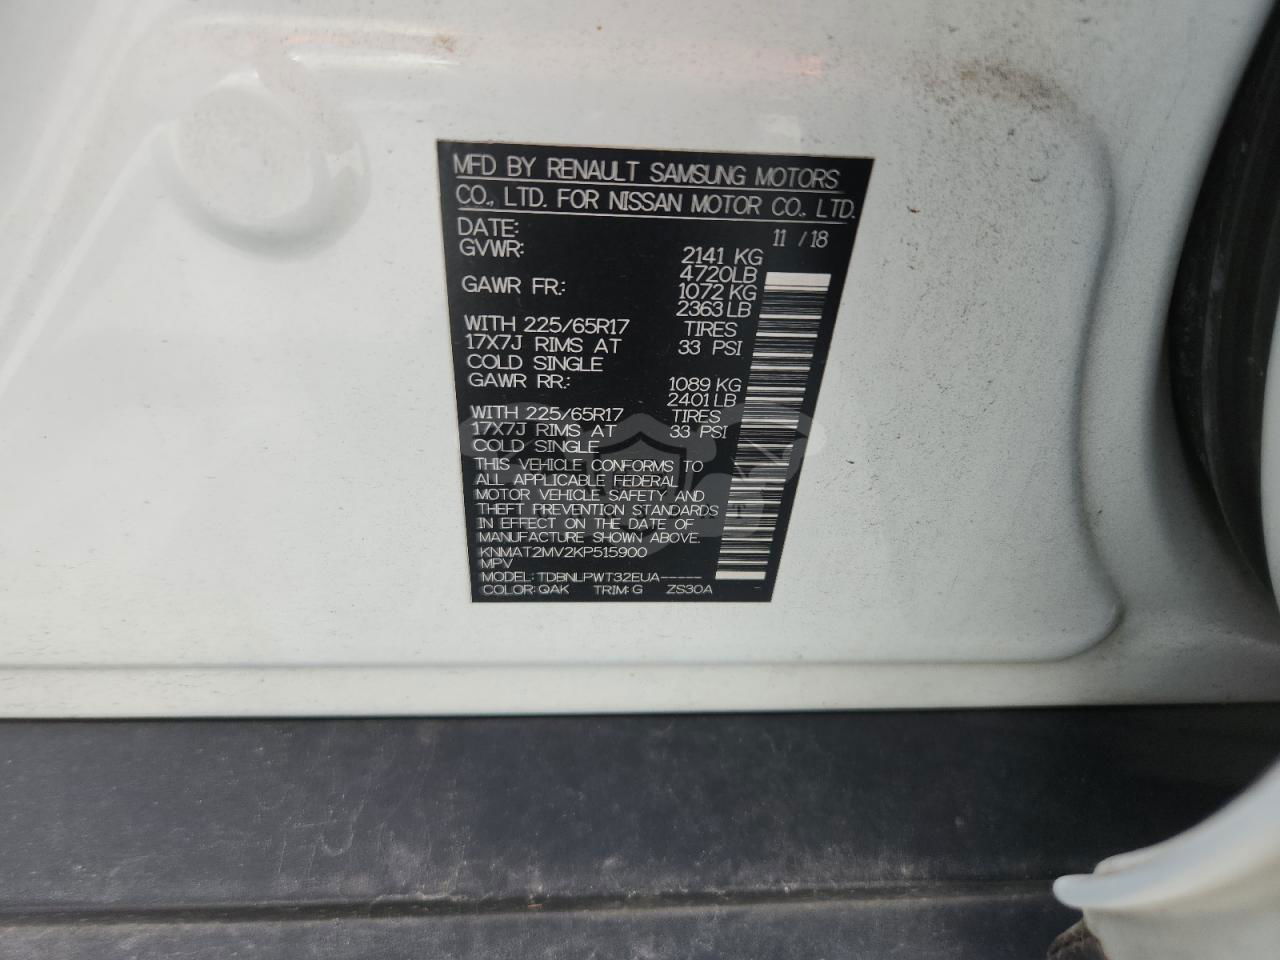 MFD BY RENAULT SAMSUNG MOTORS
CO., LTD. FOR NISSAN MOTOR CO., LTD.
DATE: 11 / 18
GVWR: 2141 KG
4720LB
GAWR FR: 1072 KG
2363LB
WITH 225/65R17 TIRES
17X7J RIMS AT 33 PSI
COLD SINGLE
GAWR RR: 1089 KG
2401LB
WITH 225/65R17 TIRES
17X7J RIMS AT 33 PSI
COLD SINGLE
THIS VEHICLE CONFORMS TO
ALL APPLICABLE FEDERAL
MOTOR VEHICLE SAFETY AND
THEFT PREVENTION STANDARDS
IN EFFECT ON THE DATE OF
MANUFACTURE SHOWN ABOVE.
KNMAT2MV2KP515900
MPV
MODEL: TDBNLPWT32EUA-----
COLOR: QAK TRIM: G ZS30A